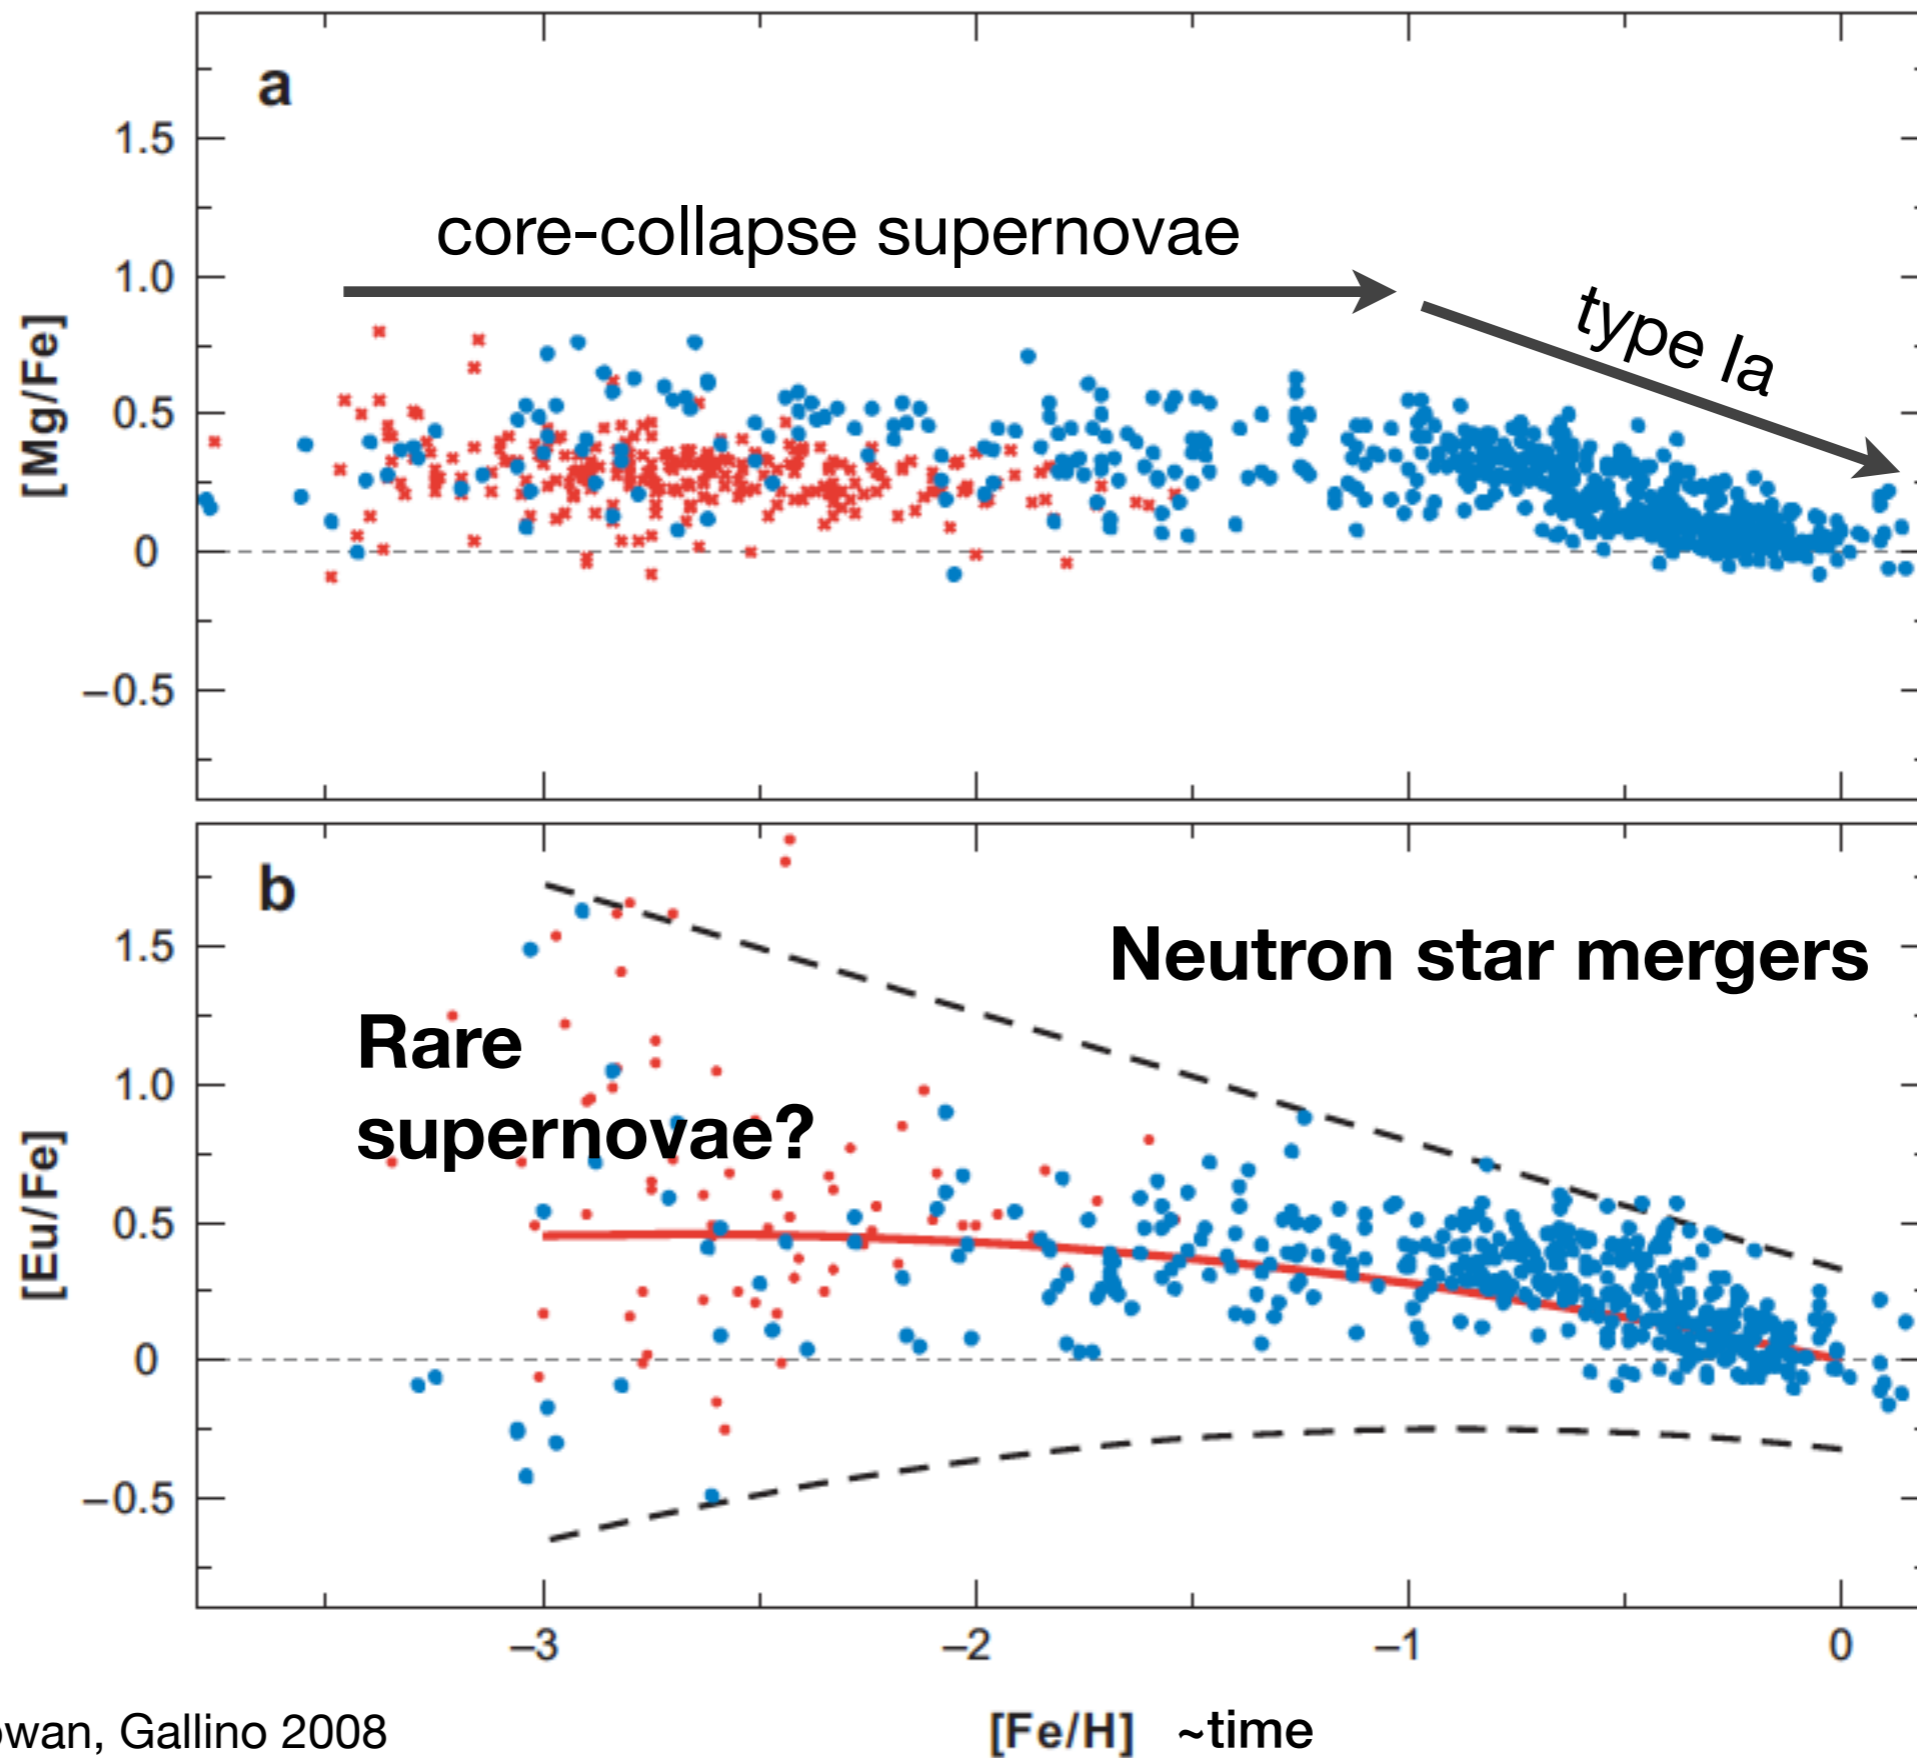 a
1.5
1.0
0.5
0
−0.5
[Mg/Fe]
core-collapse supernovae
type Ia
b
1.5
1.0
0.5
0
−0.5
[Eu/Fe]
Neutron star mergers
Rare
supernovae?
−3
−2
−1
0
[Fe/H] ~time
Gallino 2008